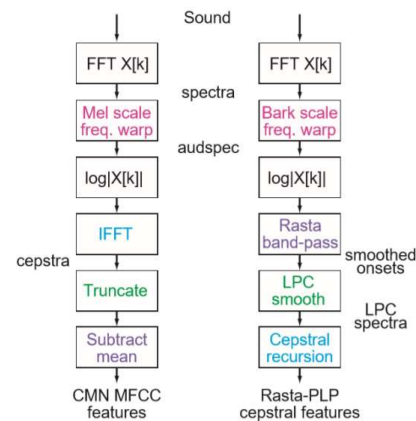 Sound
FFT X[k]
FFT X[k]
spectra
Mel scale
freq. warp
Bark scale
freq. warp
audspec
log|X[k]|
log|X[k]|
IFFT
Rasta
band-pass
cepstra
smoothed
onsets
Truncate
LPC
smooth
LPC
spectra
Subtract
mean
Cepstral
recursion
CMN MFCC
features
Rasta-PLP
cepstral features